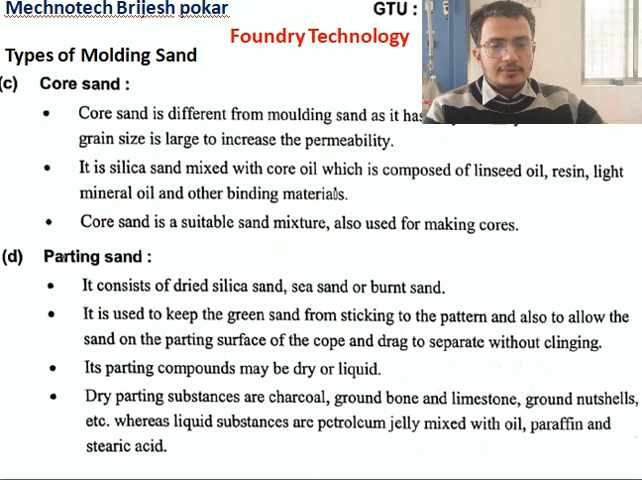 Mechnotech Brijesh pokar
GTU :
Foundry Technology
Types of Molding Sand
(c) Core sand :
• Core sand is different from moulding sand as it has
grain size is large to increase the permeability.
• It is silica sand mixed with core oil which is composed of linseed oil, resin, light
mineral oil and other binding materials.
• Core sand is a suitable sand mixture, also used for making cores.
(d) Parting sand :
• It consists of dried silica sand, sea sand or burnt sand.
• It is used to keep the green sand from sticking to the pattern and also to allow the
sand on the parting surface of the cope and drag to separate without clinging.
• Its parting compounds may be dry or liquid.
• Dry parting substances are charcoal, ground bone and limestone, ground nutshells,
etc. whereas liquid substances are petroleum jelly mixed with oil, paraffin and
stearic acid.